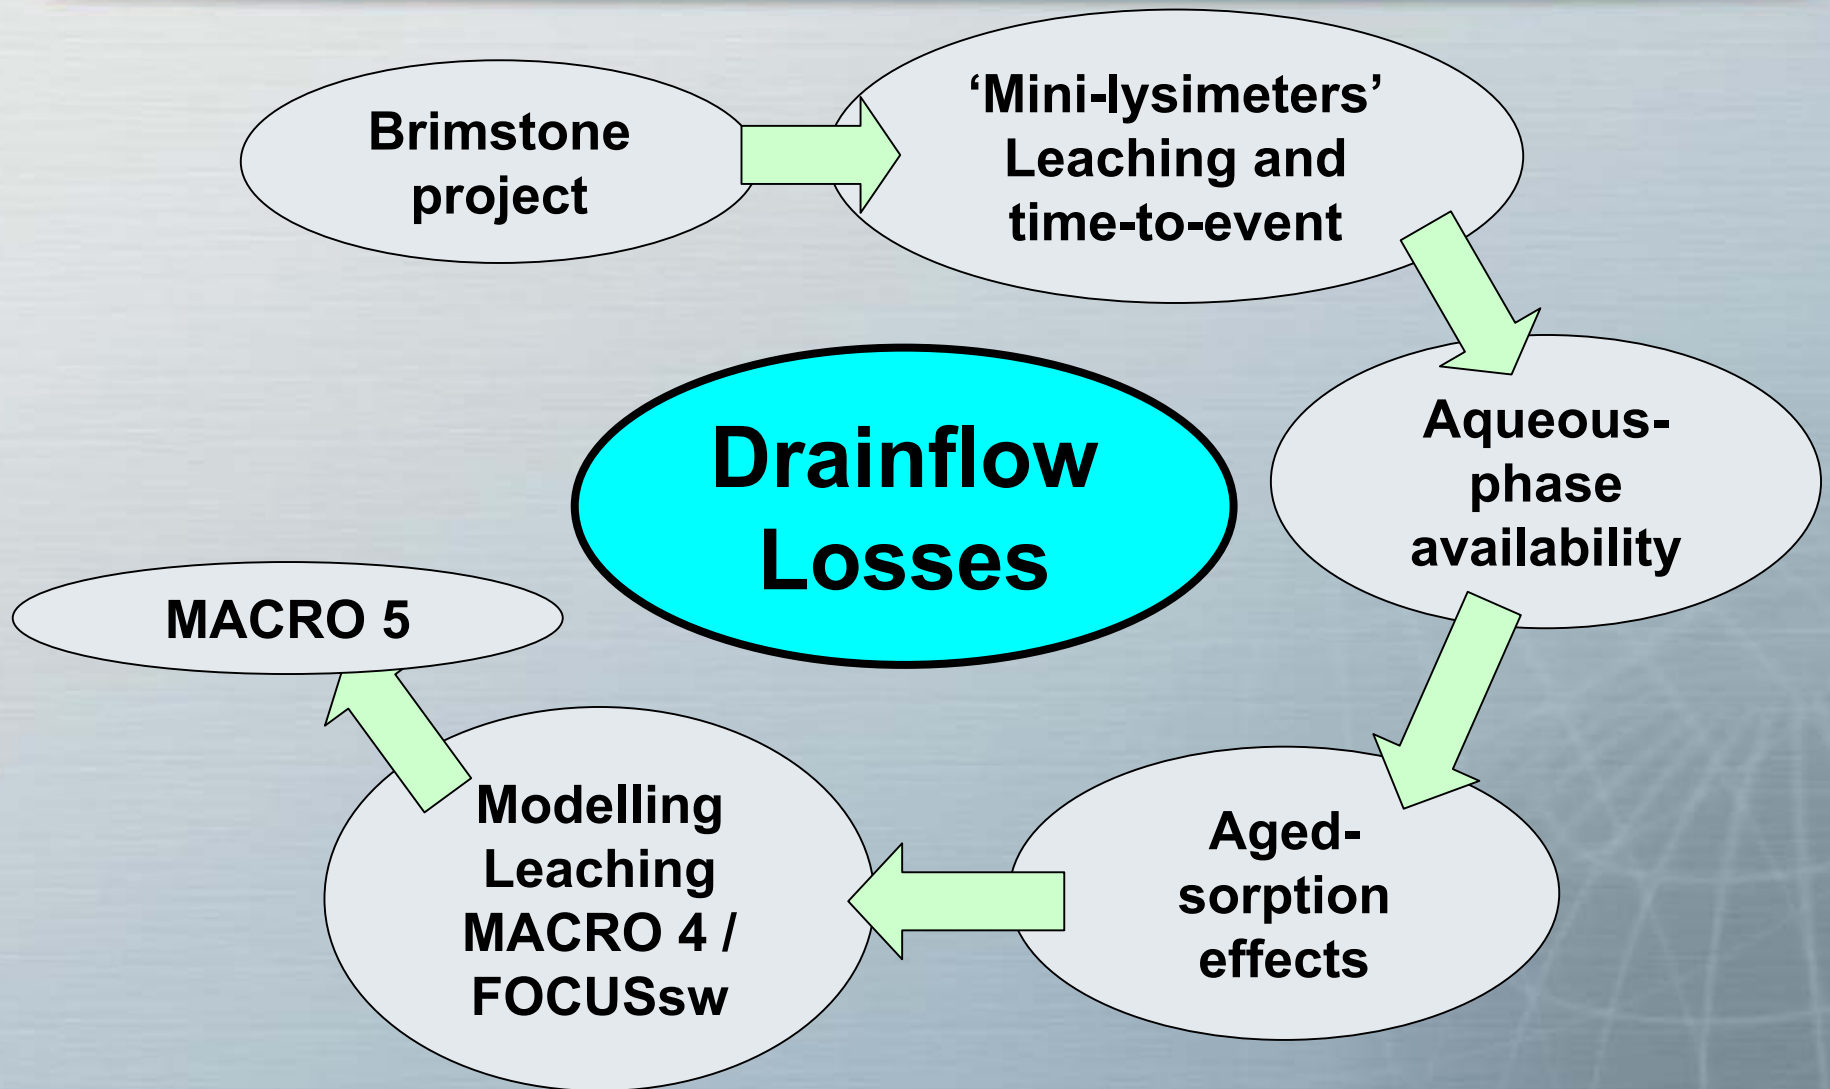 Brimstone
project
‘Mini-lysimeters’
Leaching and
time-to-event
Aqueous-
phase
availability
Aged-
sorption
effects
Modelling
Leaching
MACRO 4 /
FOCUSsw
MACRO 5
Drainflow
Losses